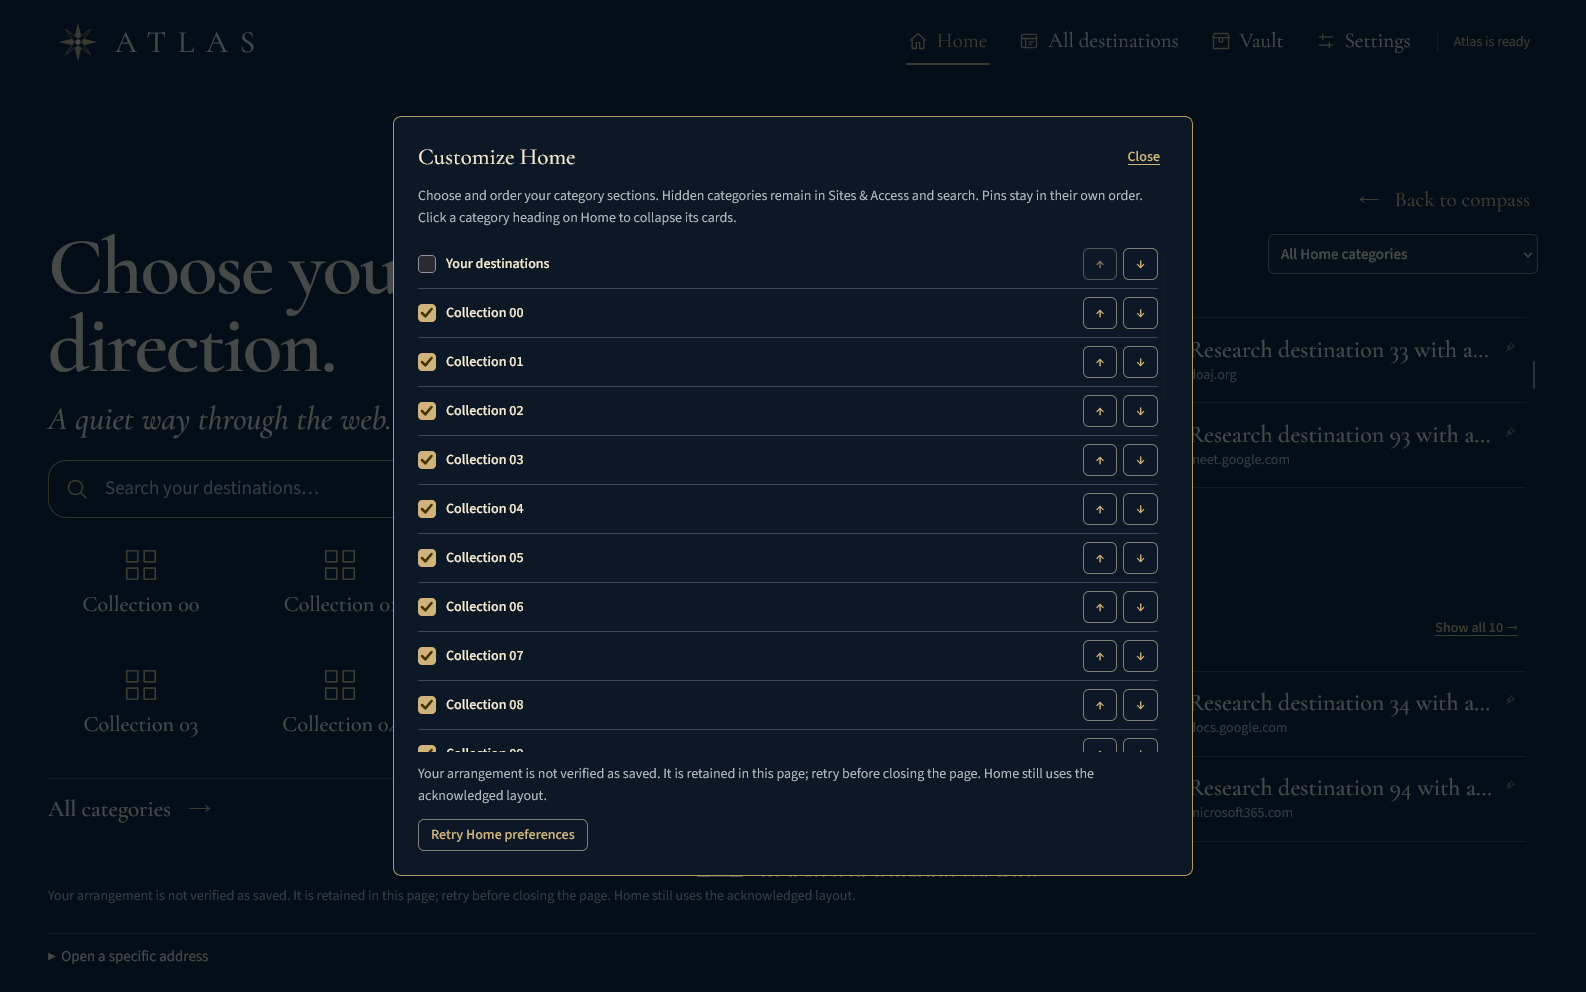 ATLAS
Home
All destinations
Vault
Settings
Atlas is ready
Customize Home
Close
Choose and order your category sections. Hidden categories remain in Sites & Access and search. Pins stay in their own order.
Click a category heading on Home to collapse its cards.
Your destinations
Collection 00
Collection 01
Collection 02
Collection 03
Collection 04
Collection 05
Collection 06
Collection 07
Collection 08
Your arrangement is not verified as saved. It is retained in this page; retry before closing the page. Home still uses the
acknowledged layout.
Retry Home preferences
Choose you
direction.
A quiet way through the web.
Search your destinations...
Collection 00
Collection
Collection 03
Collection
All categories →
Back to compass
All Home categories
Research destination 33 with a...
doaj.org
Research destination 93 with a...
meet.google.com
Show all 10 →
Research destination 34 with a...
docs.google.com
Research destination 94 with a...
microsoft365.com
Your arrangement is not verified as saved. It is retained in this page; retry before closing the page. Home still uses the acknowledged layout.
Open a specific address